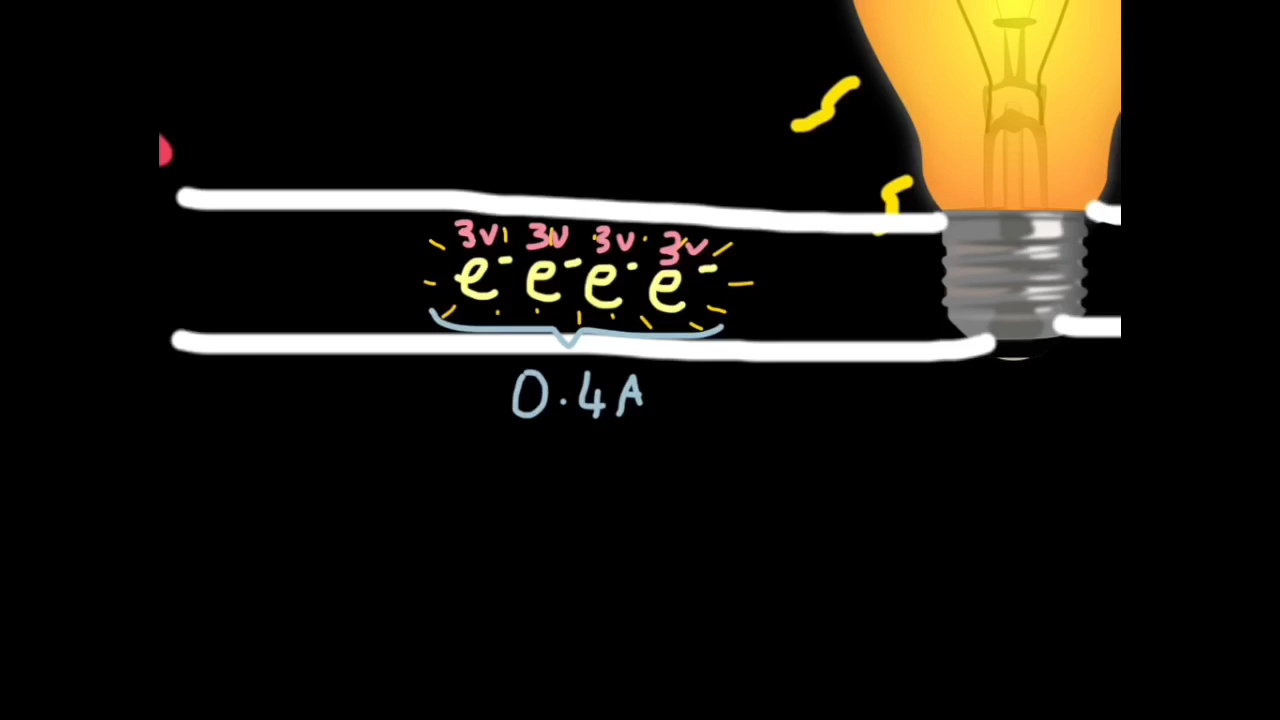 3v 3v 3v 3v
e⁻ e⁻ e⁻ e⁻
0.4A